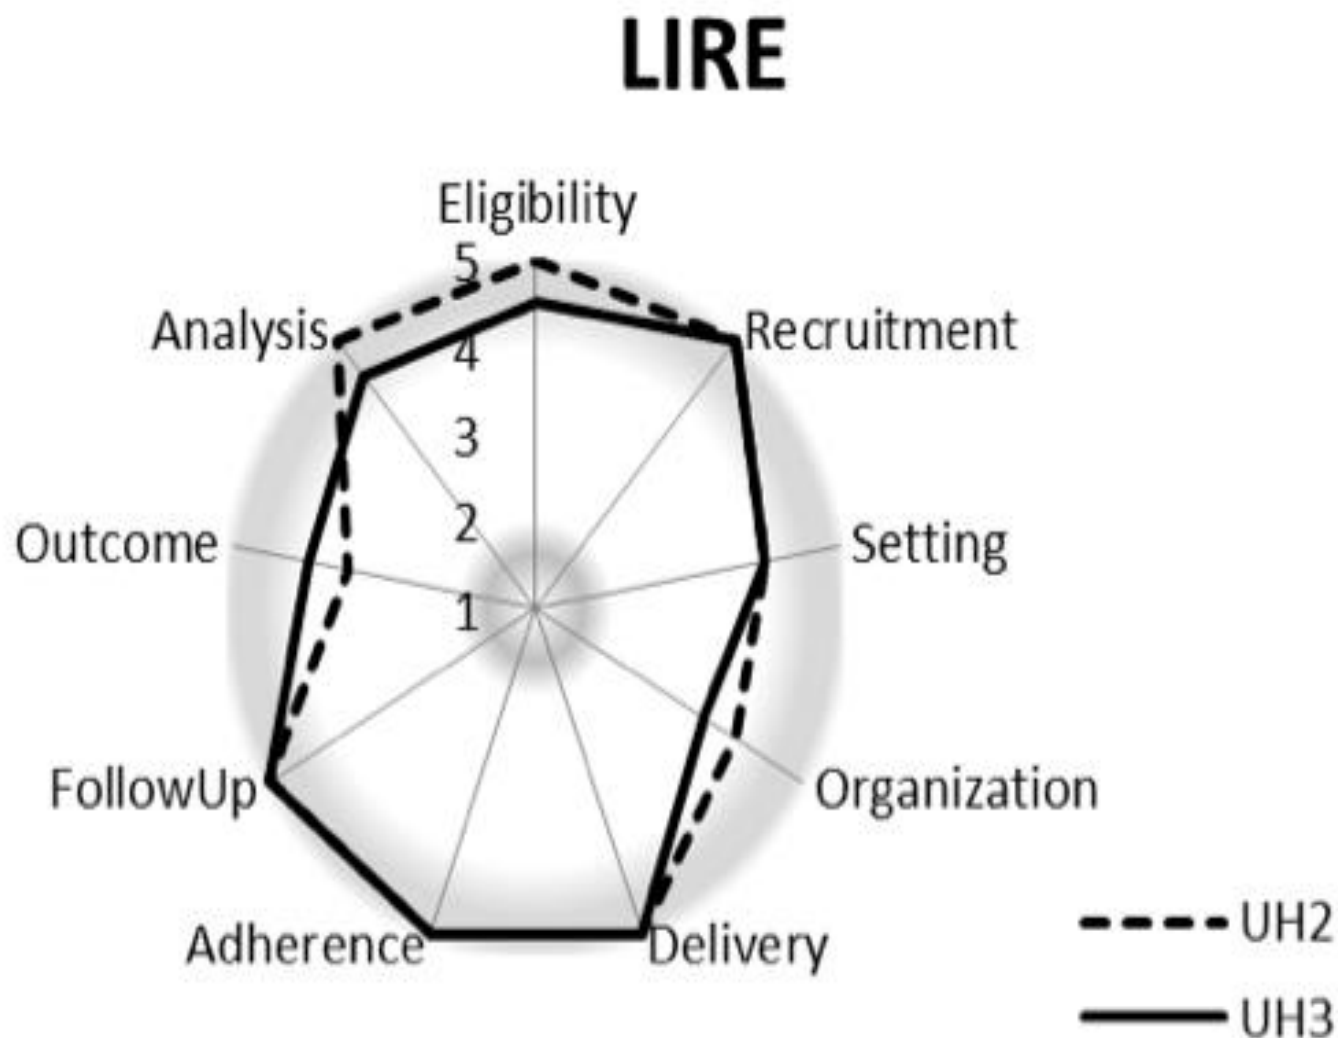 LIRE
Eligibility
5
Analysis
Recruitment
4
3
2
Outcome
Setting
1
FollowUp
Organization
Adherence
Delivery
UH2
UH3